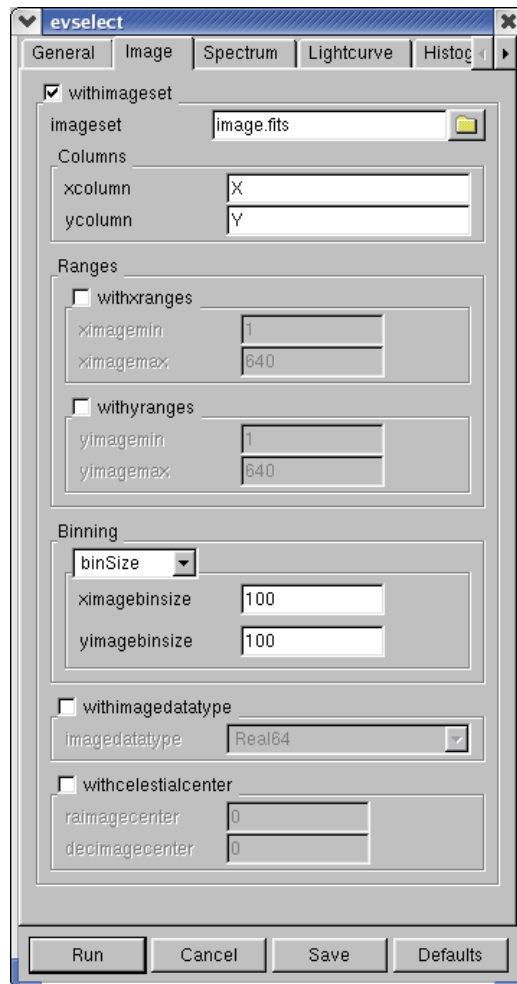 evselect
General Image Spectrum Lightcurve Histog
withimageset
imageset image.fits
Columns
xcolumn X
ycolumn Y
Ranges
withxranges
ximagemin 1
ximagemax 640
withyranges
yimagemin 1
yimagemax 640
Binning
binSize
ximagebinsize 100
yimagebinsize 100
withimagedatatype
imagedatatype Real64
withcelestialcenter
raimagecenter 0
decimagecenter 0
Run Cancel Save Defaults